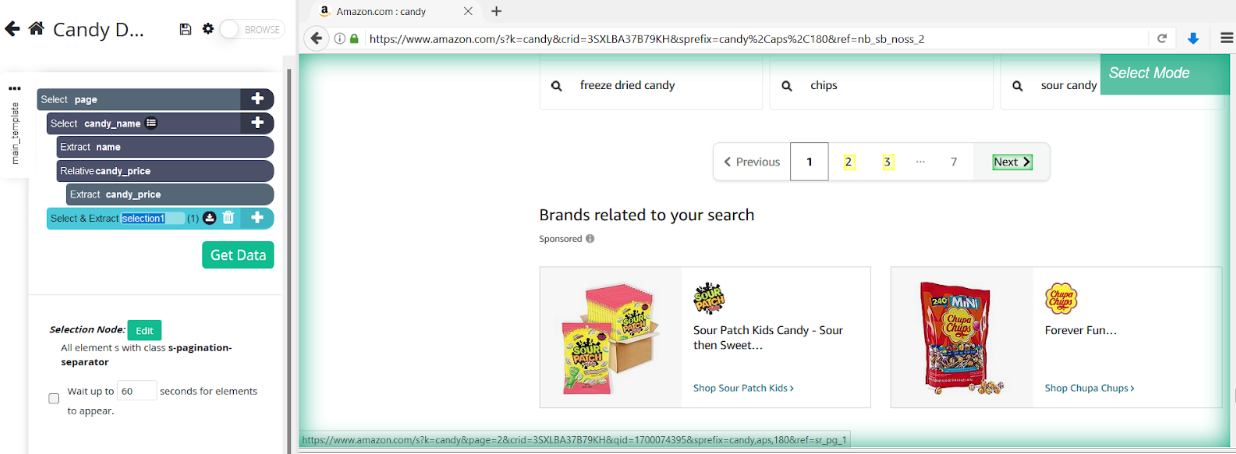 Candy D...
BROWSE
main_template
Select page
Select candy_name
Extract name
Relative candy_price
Extract candy_price
Select & Extract selection1 (1)
Get Data
Selection Node: Edit
All element s with class s-pagination-
separator
Wait up to 60 seconds for elements
to appear.
Amazon.com : candy
https://www.amazon.com/s?k=candy&crid=3SXLBA37B79KH&sprefix=candy%2Caps%2C180&ref=nb_sb_noss_2
Select Mode
freeze dried candy
chips
sour candy
Previous 1 2 3 ... 7 Next
Brands related to your search
Sponsored
SOUR PATCH KIDS
Sour Patch Kids Candy - Sour
then Sweet...
Shop Sour Patch Kids
240 MINI
Chupa Chups
Chupa Chups
Forever Fun...
Shop Chupa Chups
https://www.amazon.com/s?k=candy&page=2&crid=3SXLBA37B79KH&qid=1700074395&sprefix=candy,aps,180&ref=sr_pg_1